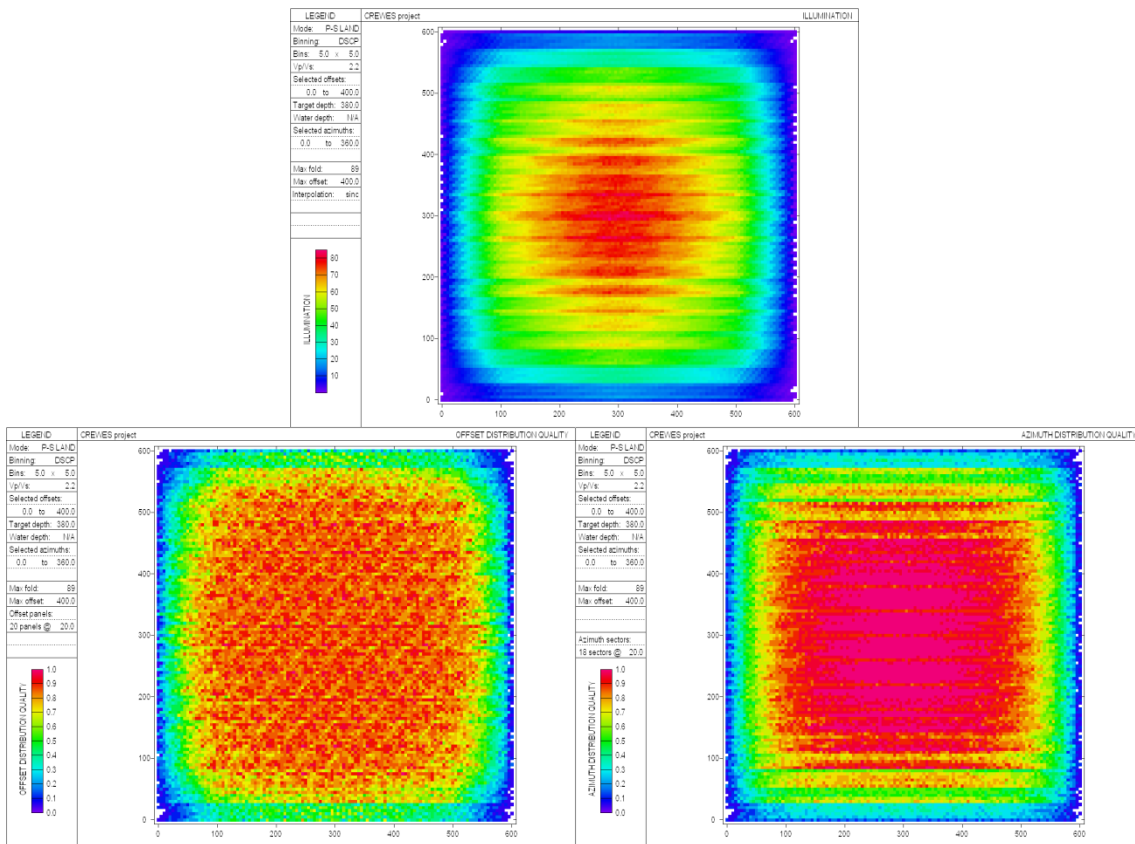 LEGEND CREWES project ILLUMINATION
Mode: P-S LAND
Binning: DSCP
Bins: 5.0 x 5.0
Vp/Vs: 2.2
Selected offsets:
0.0 to 400.0
Target depth: 380.0
Water depth: N/A
Selected azimuths:
0.0 to 360.0
Max fold: 89
Max offset: 400.0
Interpolation: sinc
ILLUMINATION
80
70
60
50
40
30
20
10
600
500
400
300
200
100
0
0 100 200 300 400 500 600
LEGEND CREWES project OFFSET DISTRIBUTION QUALITY
Mode: P-S LAND
Binning: DSCP
Bins: 5.0 x 5.0
Vp/Vs: 2.2
Selected offsets:
0.0 to 400.0
Target depth: 380.0
Water depth: N/A
Selected azimuths:
0.0 to 360.0
Max fold: 89
Max offset: 400.0
Offset panels:
20 panels @ 20.0
OFFSET DISTRIBUTION QUALITY
1.0
0.9
0.8
0.7
0.6
0.5
0.4
0.3
0.2
0.1
0.0
600
500
400
300
200
100
0
0 100 200 300 400 500 600
LEGEND CREWES project AZIMUTH DISTRIBUTION QUALITY
Mode: P-S LAND
Binning: DSCP
Bins: 5.0 x 5.0
Vp/Vs: 2.2
Selected offsets:
0.0 to 400.0
Target depth: 380.0
Water depth: N/A
Selected azimuths:
0.0 to 360.0
Max fold: 89
Max offset: 400.0
Azimuth sectors:
18 sectors @ 20.0
AZIMUTH DISTRIBUTION QUALITY
1.0
0.9
0.8
0.7
0.6
0.5
0.4
0.3
0.2
0.1
0.0
600
500
400
300
200
100
0
0 100 200 300 400 500 600